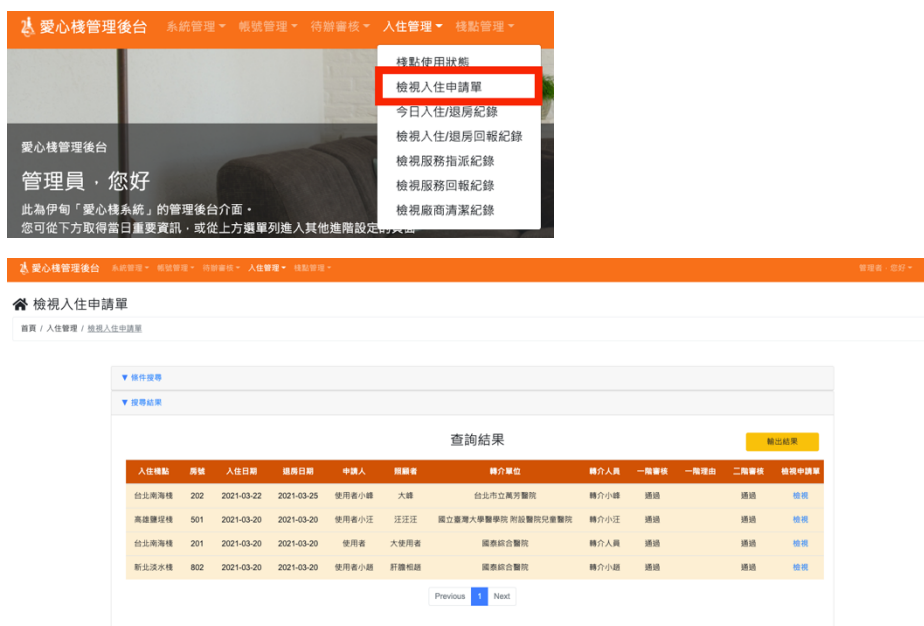 愛心棧管理後台 系統管理 帳號管理 待辦審核 入住管理 棧點管理
棧點使用狀態
檢視入住申請單
今日入住/退房紀錄
檢視入住/退房回報紀錄
檢視服務指派紀錄
檢視服務回報紀錄
檢視廠商清潔紀錄
愛心棧管理後台
管理員，您好
此為伊甸「愛心棧系統」的管理後台介面。
您可從下方取得當日重要資訊，或從上方選單列進入其他進階設定的頁面
愛心棧管理後台 系統管理 帳號管理 待辦審核 入住管理 棧點管理 管理者 您好
檢視入住申請單
首頁 / 入住管理 / 檢視入住申請單
▼ 條件搜尋
▼ 搜尋結果
查詢結果
輸出結果
入住棧點 房號 入住日期 退房日期 申請人 照顧者 轉介單位 轉介人員 一階審核 一階理由 二階審核 檢視申請單
台北南海棧 202 2021-03-22 2021-03-25 使用者小峰 大峰 台北市立萬芳醫院 轉介小峰 通過 通過 檢視
高雄鹽埕棧 501 2021-03-20 2021-03-20 使用者小汪 汪汪汪 國立臺灣大學醫學院 附設醫院兒童醫院 轉介小汪 通過 通過 檢視
台北南海棧 201 2021-03-20 2021-03-20 使用者 大使用者 國泰綜合醫院 轉介人員 通過 通過 檢視
新北淡水棧 802 2021-03-20 2021-03-20 使用者小趙 肝膽相趙 國泰綜合醫院 轉介小趙 通過 通過 檢視
Previous 1 Next